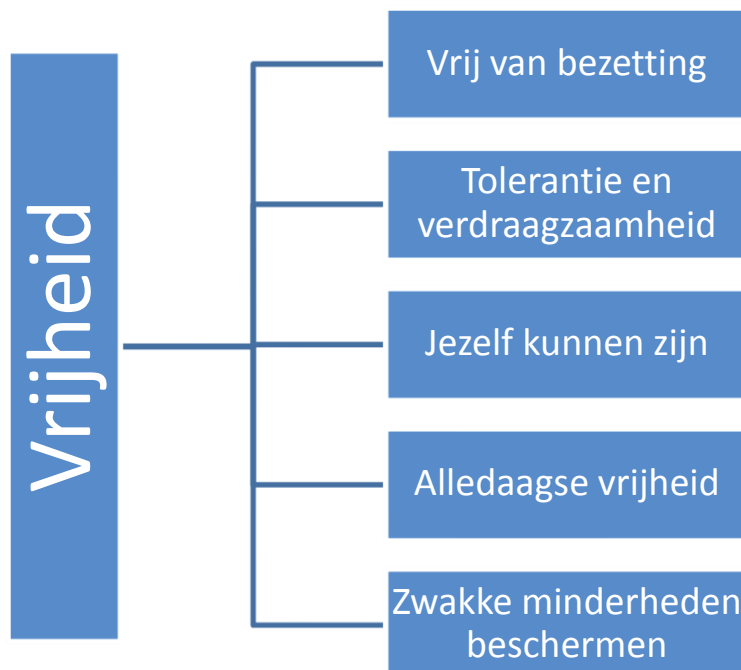 Vrijheid
Vrij van bezetting
Tolerantie en
verdraagzaamheid
Jezelf kunnen zijn
Alledaagse vrijheid
Zwakke minderheden
beschermen